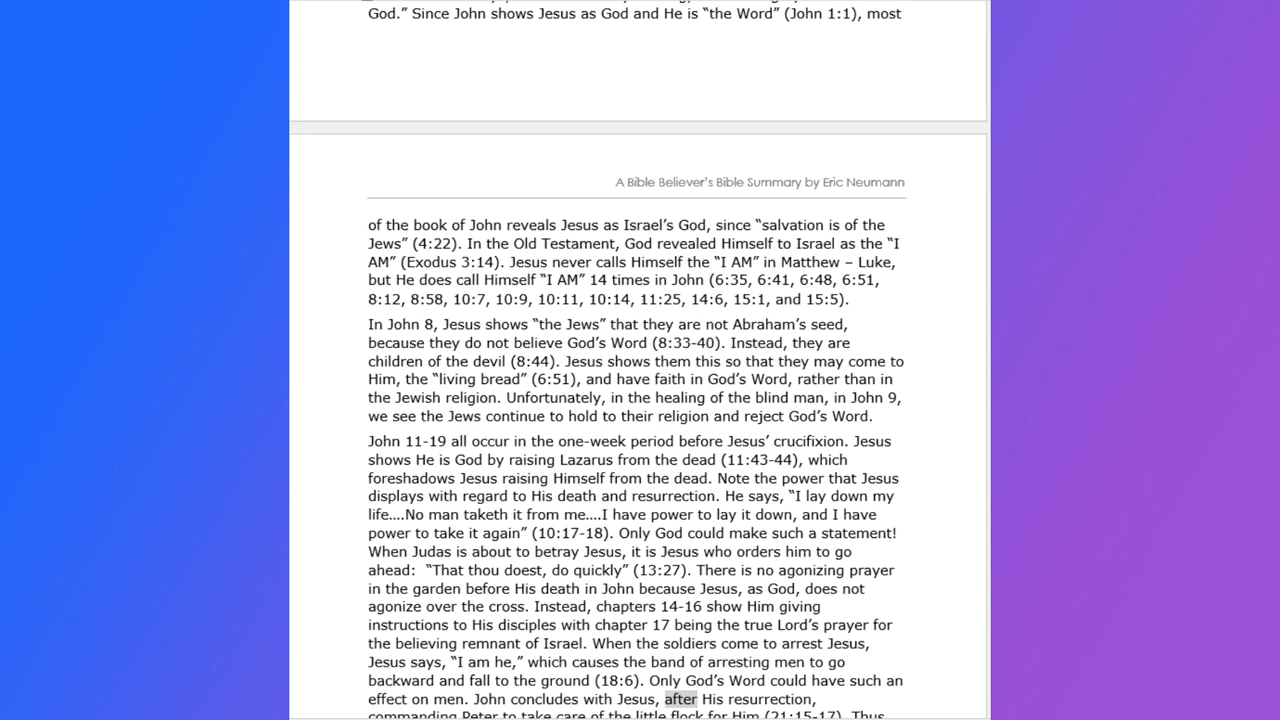 God.” Since John shows Jesus as God and He is “the Word” (John 1:1), most
A Bible Believer’s Bible Summary by Eric Neumann
of the book of John reveals Jesus as Israel’s God, since “salvation is of the
Jews” (4:22). In the Old Testament, God revealed Himself to Israel as the “I
AM” (Exodus 3:14). Jesus never calls Himself the “I AM” in Matthew – Luke,
but He does call Himself “I AM” 14 times in John (6:35, 6:41, 6:48, 6:51,
8:12, 8:58, 10:7, 10:9, 10:11, 10:14, 11:25, 14:6, 15:1, and 15:5).
In John 8, Jesus shows “the Jews” that they are not Abraham’s seed,
because they do not believe God’s Word (8:33-40). Instead, they are
children of the devil (8:44). Jesus shows them this so that they may come to
Him, the “living bread” (6:51), and have faith in God’s Word, rather than in
the Jewish religion. Unfortunately, in the healing of the blind man, in John 9,
we see the Jews continue to hold to their religion and reject God’s Word.
John 11-19 all occur in the one-week period before Jesus’ crucifixion. Jesus
shows He is God by raising Lazarus from the dead (11:43-44), which
foreshadows Jesus raising Himself from the dead. Note the power that Jesus
displays with regard to His death and resurrection. He says, “I lay down my
life....No man taketh it from me....I have power to lay it down, and I have
power to take it again” (10:17-18). Only God could make such a statement!
When Judas is about to betray Jesus, it is Jesus who orders him to go
ahead:  “That thou doest, do quickly” (13:27). There is no agonizing prayer
in the garden before His death in John because Jesus, as God, does not
agonize over the cross. Instead, chapters 14-16 show Him giving
instructions to His disciples with chapter 17 being the true Lord’s prayer for
the believing remnant of Israel. When the soldiers come to arrest Jesus,
Jesus says, “I am he,” which causes the band of arresting men to go
backward and fall to the ground (18:6). Only God’s Word could have such an
effect on men. John concludes with Jesus, after His resurrection,
commanding Peter to take care of the little flock for Him (21:15-17). Thus,